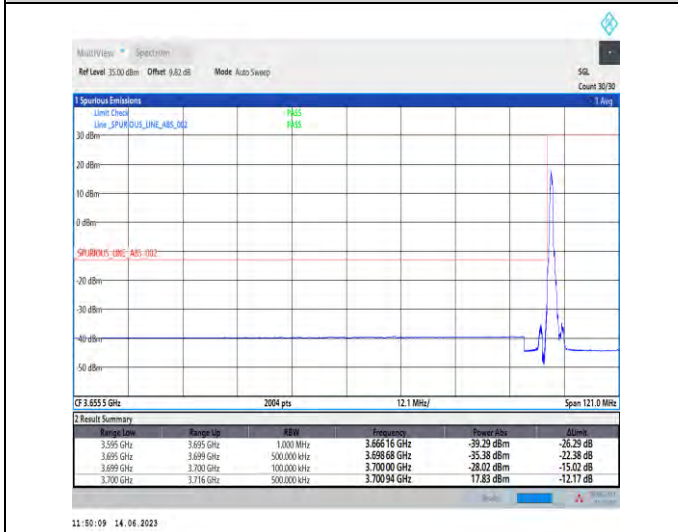 MultiView Spectrum
Ref Level 35.00 dBm Offset 9.82 dB Mode Auto Sweep SGL
Count 30/30
1 Spurious Emissions 1 Avg
Limit Check PASS
Line _SPURIOUS_LINE_ABS_002 PASS
30 dBm
20 dBm
10 dBm
0 dBm
_SPURIOUS_LINE_ABS_002
-20 dBm
-30 dBm
-40 dBm
-50 dBm
CF 3.6555 GHz 2004 pts 12.1 MHz/ Span 121.0 MHz
2 Result Summary
Range Low Range Up RBW Frequency Power Abs ΔLimit
3.595 GHz 3.695 GHz 1.000 MHz 3.66616 GHz -39.29 dBm -26.29 dB
3.695 GHz 3.699 GHz 500.000 kHz 3.69868 GHz -35.38 dBm -22.38 dB
3.699 GHz 3.700 GHz 100.000 kHz 3.70000 GHz -28.02 dBm -15.02 dB
3.700 GHz 3.716 GHz 500.000 kHz 3.70094 GHz 17.83 dBm -12.17 dB
11:50:09 14.06.2023